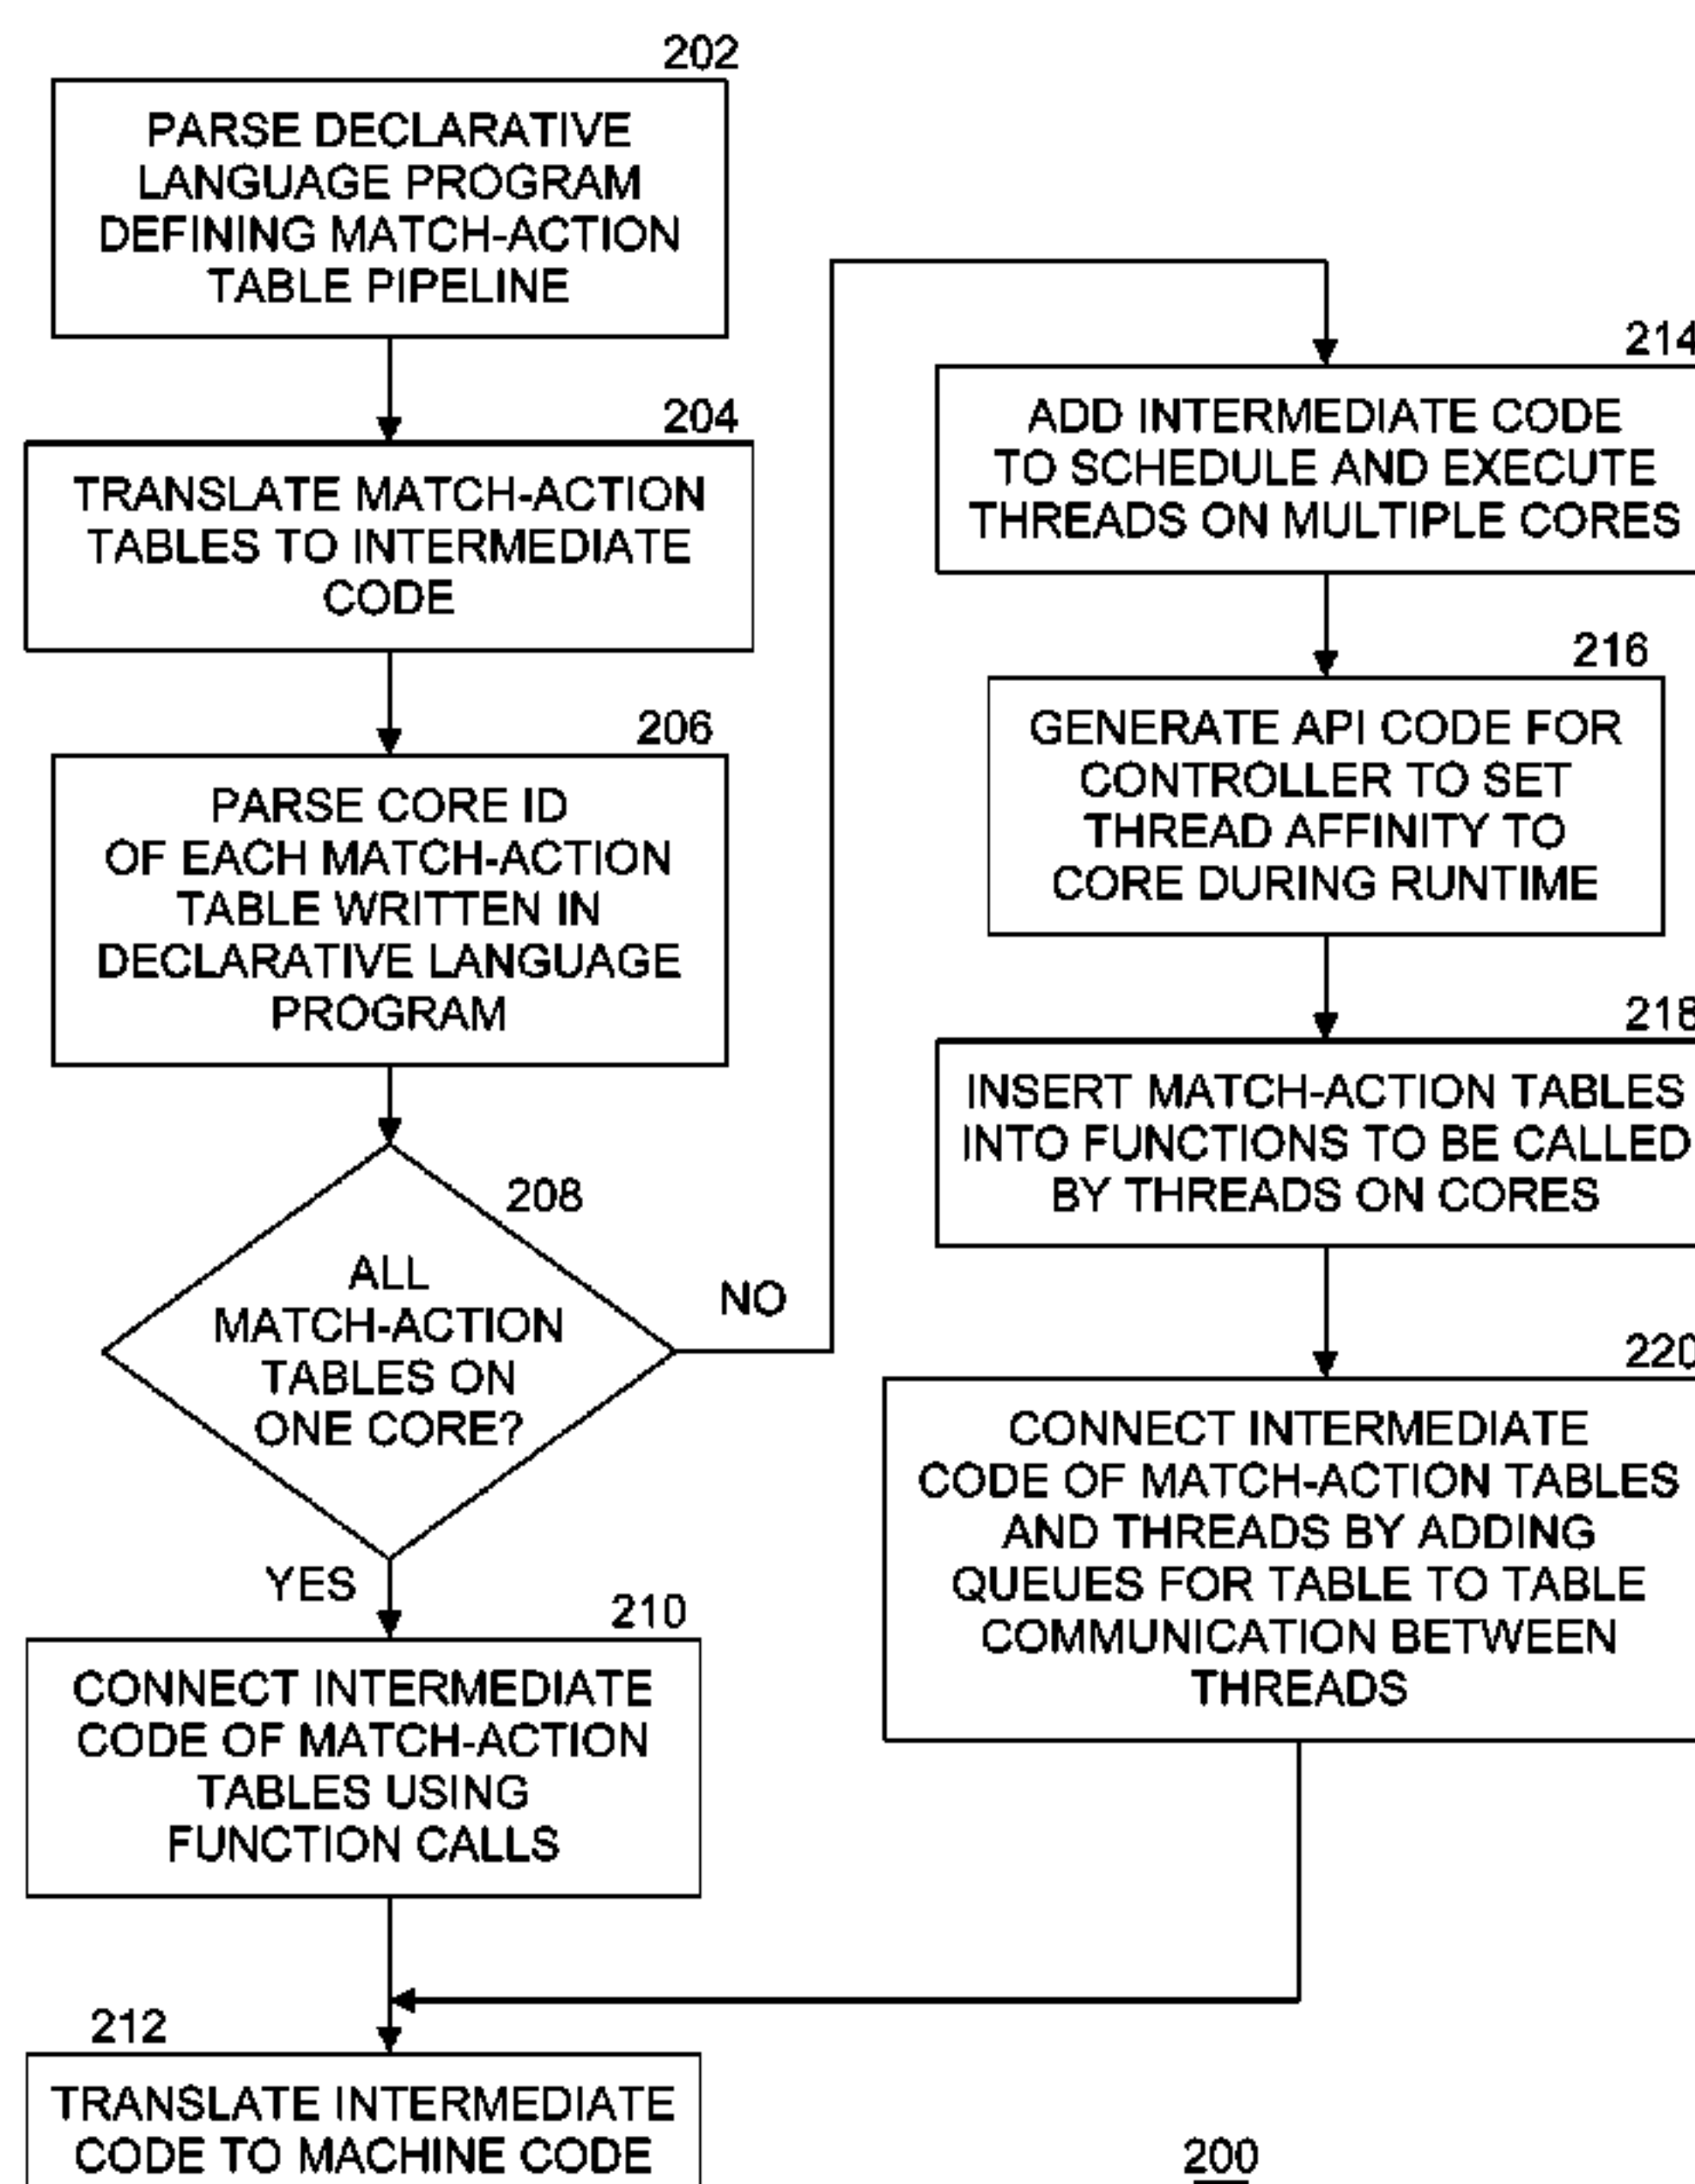 202
PARSE DECLARATIVE
LANGUAGE PROGRAM
DEFINING MATCH-ACTION
TABLE PIPELINE
204
TRANSLATE MATCH-ACTION
TABLES TO INTERMEDIATE
CODE
206
PARSE CORE ID
OF EACH MATCH-ACTION
TABLE WRITTEN IN
DECLARATIVE LANGUAGE
PROGRAM
208
ALL
MATCH-ACTION
TABLES ON
ONE CORE?
NO
YES
210
CONNECT INTERMEDIATE
CODE OF MATCH-ACTION
TABLES USING
FUNCTION CALLS
212
TRANSLATE INTERMEDIATE
CODE TO MACHINE CODE
214
ADD INTERMEDIATE CODE
TO SCHEDULE AND EXECUTE
THREADS ON MULTIPLE CORES
216
GENERATE API CODE FOR
CONTROLLER TO SET
THREAD AFFINITY TO
CORE DURING RUNTIME
218
INSERT MATCH-ACTION TABLES
INTO FUNCTIONS TO BE CALLED
BY THREADS ON CORES
220
CONNECT INTERMEDIATE
CODE OF MATCH-ACTION TABLES
AND THREADS BY ADDING
QUEUES FOR TABLE TO TABLE
COMMUNICATION BETWEEN
THREADS
200